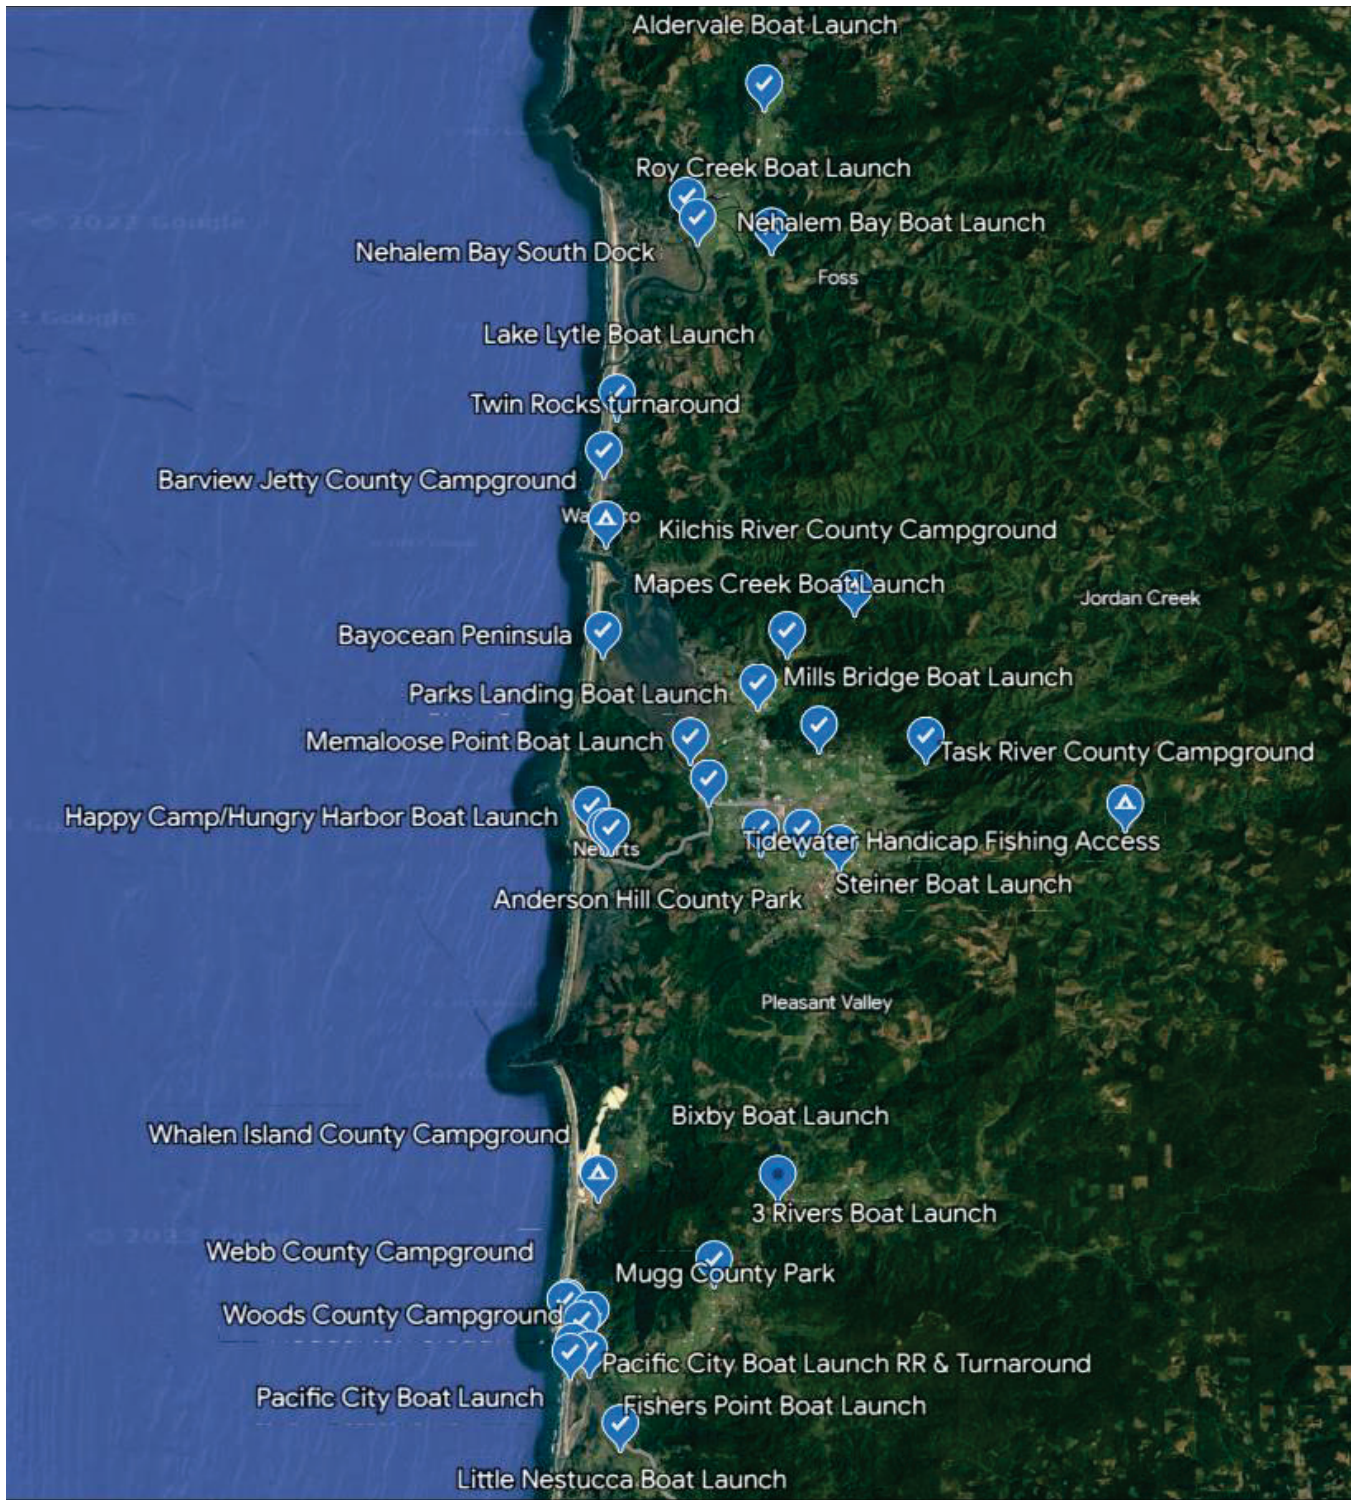 Aldervale Boat Launch
Roy Creek Boat Launch
Nehalem Bay Boat Launch
Nehalem Bay South Dock
Foss
Lake Lytle Boat Launch
Twin Rocks turnaround
Barview Jetty County Campground
Kilchis River County Campground
Mapes Creek Boat Launch
Jordan Creek
Bayocean Peninsula
Mills Bridge Boat Launch
Parks Landing Boat Launch
Memaloose Point Boat Launch
Task River County Campground
Happy Camp/Hungry Harbor Boat Launch
Tidewater Handicap Fishing Access
Netarts
Steiner Boat Launch
Anderson Hill County Park
Pleasant Valley
Bixby Boat Launch
Whalen Island County Campground
3 Rivers Boat Launch
Webb County Campground
Mugg County Park
Woods County Campground
Pacific City Boat Launch RR & Turnaround
Pacific City Boat Launch
Fishers Point Boat Launch
Little Nestucca Boat Launch